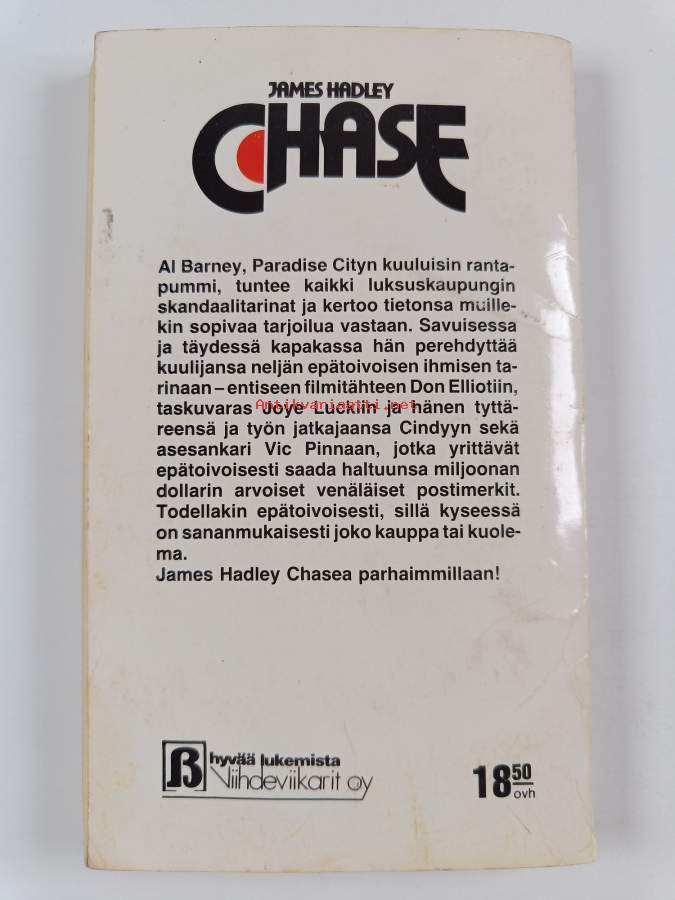 JAMES HADLEY
CHASE
Al Barney, Paradise Cityn kuuluisin ranta-
pummi, tuntee kaikki luksuskaupungin
skandaalitarinat ja kertoo tietonsa muille-
kin sopivaa tarjoilua vastaan. Savuisessa
ja täydessä kapakassa hän perehdyttää
kuulijansa neljän epätoivoisen ihmisen ta-
rinaan – entiseen filmitähteen Don Elliotiin,
taskuvaras Joye Luckiin ja hänen tyttä-
Antikvariaatti.net
reensä ja työn jatkajaansa Cindyyn sekä
asesankari Vic Pinnaan, jotka yrittävät
epätoivoisesti saada haltuunsa miljoonan
dollarin arvoiset venäläiset postimerkit.
Todellakin epätoivoisesti, sillä kyseessä
on sananmukaisesti joko kauppa tai kuole-
ma.
James Hadley Chasea parhaimmillaan!
hyvää lukemista
Viihdeviikarit oy
18 50
ovh